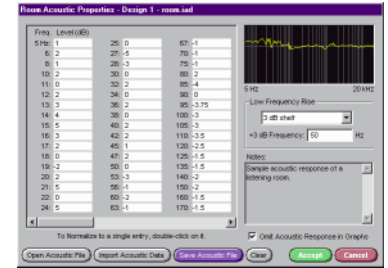 Room Acoustic Properties - Design 1 - room.iad
Freq. Level (dB)
5 Hz: 1 25: 0 67: -1
6: 2 27: -5 70: -1
8: 1 28: -3 75: -1
10: 2 30: 0 80: 2
11: 0 32: 2 85: -4
12: 2 34: 0 90: 0
13: 3 36: 2 95: -3.75
14: 4 38: 0 100: -3
15: 5 40: 2 105: -3
16: 3 42: 2 110: -3.5
17: 2 45: 1 120: -2.5
18: 0 47: 2 125: -1.5
19: -2 50: 0 135: -1.5
20: 2 53: -3 140: -2
21: 5 56: -1 150: -2
22: 0 60: -2 160: -1.5
24: 5 63: -1 170: -1.5
5 Hz 20 kHz
Low Frequency Rise
3 dB shelf
+3 dB Frequency: 50 Hz
Notes:
Sample acoustic response of a
listening room.
To Normalize to a single entry, double-click on it.
Omit Acoustic Response in Graphs
Open Acoustic File Import Acoustic Data Save Acoustic File Clear Accept Cancel